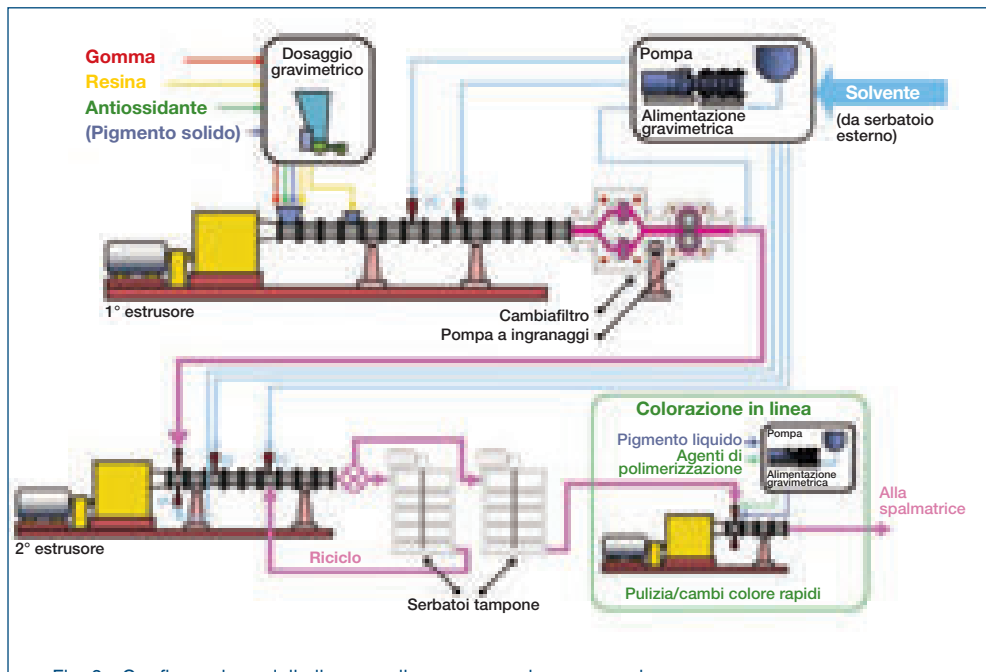 Gomma
Resina
Antiossidante
(Pigmento solido)
Dosaggio
gravimetrico
Pompa
Alimentazione
gravimetrica
Solvente
(da serbatoio
esterno)
1° estrusore
Cambiafiltro
Pompa a ingranaggi
2° estrusore
Riciclo
Serbatoi tampone
Colorazione in linea
Pigmento liquido
Agenti di
polimerizzazione
Pompa
Alimentazione
gravimetrica
Alla
spalmatrice
Pulizia/cambi colore rapidi